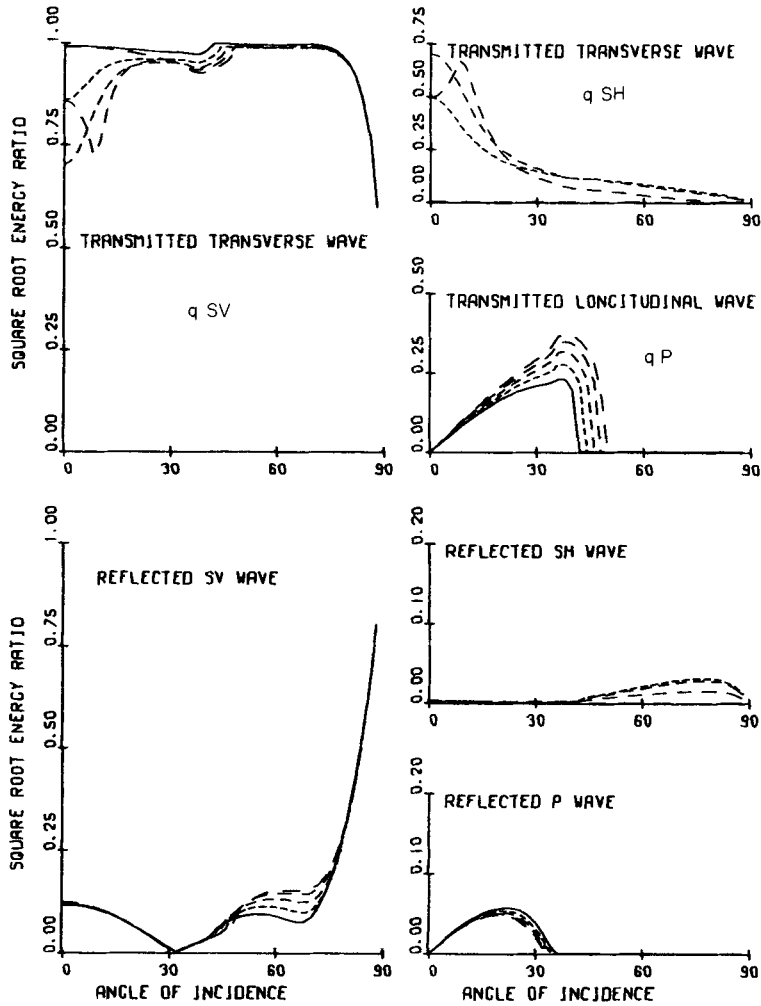 SQUARE ROOT ENERGY RATIO
1.00
0.75
0.50
0.25
0.00
TRANSMITTED TRANSVERSE WAVE
q SV
0 30 60 90
0.75
0.50
0.25
0.00
TRANSMITTED TRANSVERSE WAVE
q SH
0 30 60 90
0.50
0.25
0.00
TRANSMITTED LONGITUDINAL WAVE
q P
0 30 60 90
SQUARE ROOT ENERGY RATIO
1.00
0.75
0.50
0.25
0.00
REFLECTED SV WAVE
0 30 60 90
ANGLE OF INCIDENCE
0.20
0.10
0.00
REFLECTED SH WAVE
0 30 60 90
0.20
0.10
0.00
REFLECTED P WAVE
0 30 60 90
ANGLE OF INCIDENCE